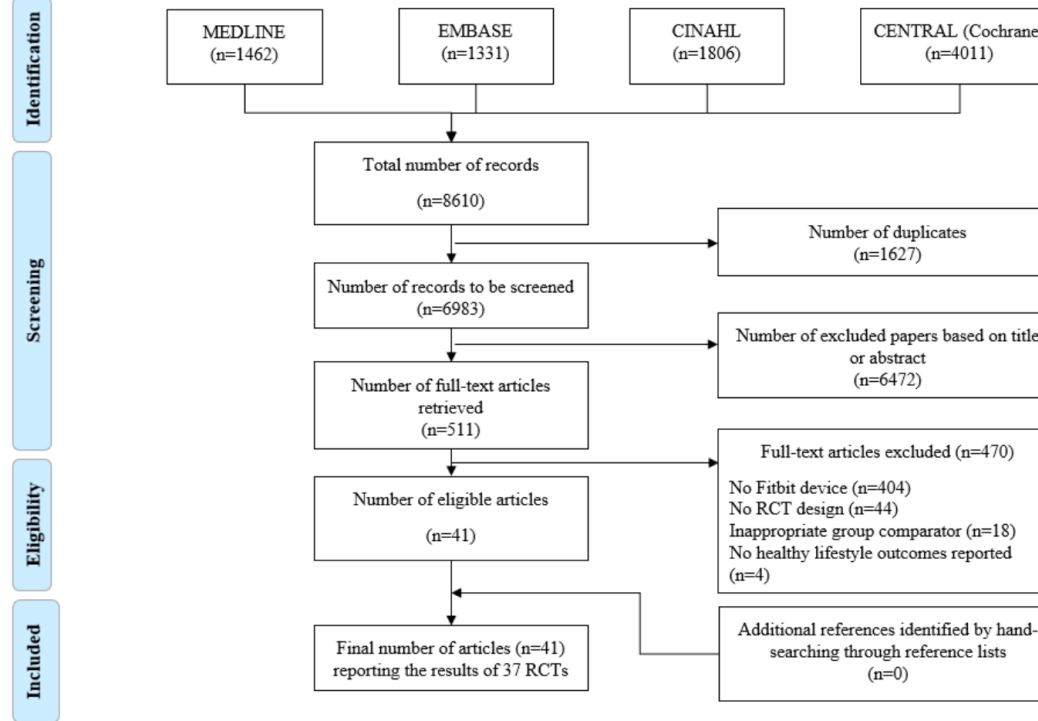 Identification
MEDLINE
(n=1462)
EMBASE
(n=1331)
CINAHL
(n=1806)
CENTRAL (Cochrane
(n=4011)
Screening
Total number of records
(n=8610)
Number of duplicates
(n=1627)
Number of records to be screened
(n=6983)
Number of excluded papers based on title
or abstract
(n=6472)
Number of full-text articles
retrieved
(n=511)
Eligibility
Full-text articles excluded (n=470)
No Fitbit device (n=404)
No RCT design (n=44)
Inappropriate group comparator (n=18)
No healthy lifestyle outcomes reported
(n=4)
Number of eligible articles
(n=41)
Included
Additional references identified by hand-
searching through reference lists
(n=0)
Final number of articles (n=41)
reporting the results of 37 RCTs